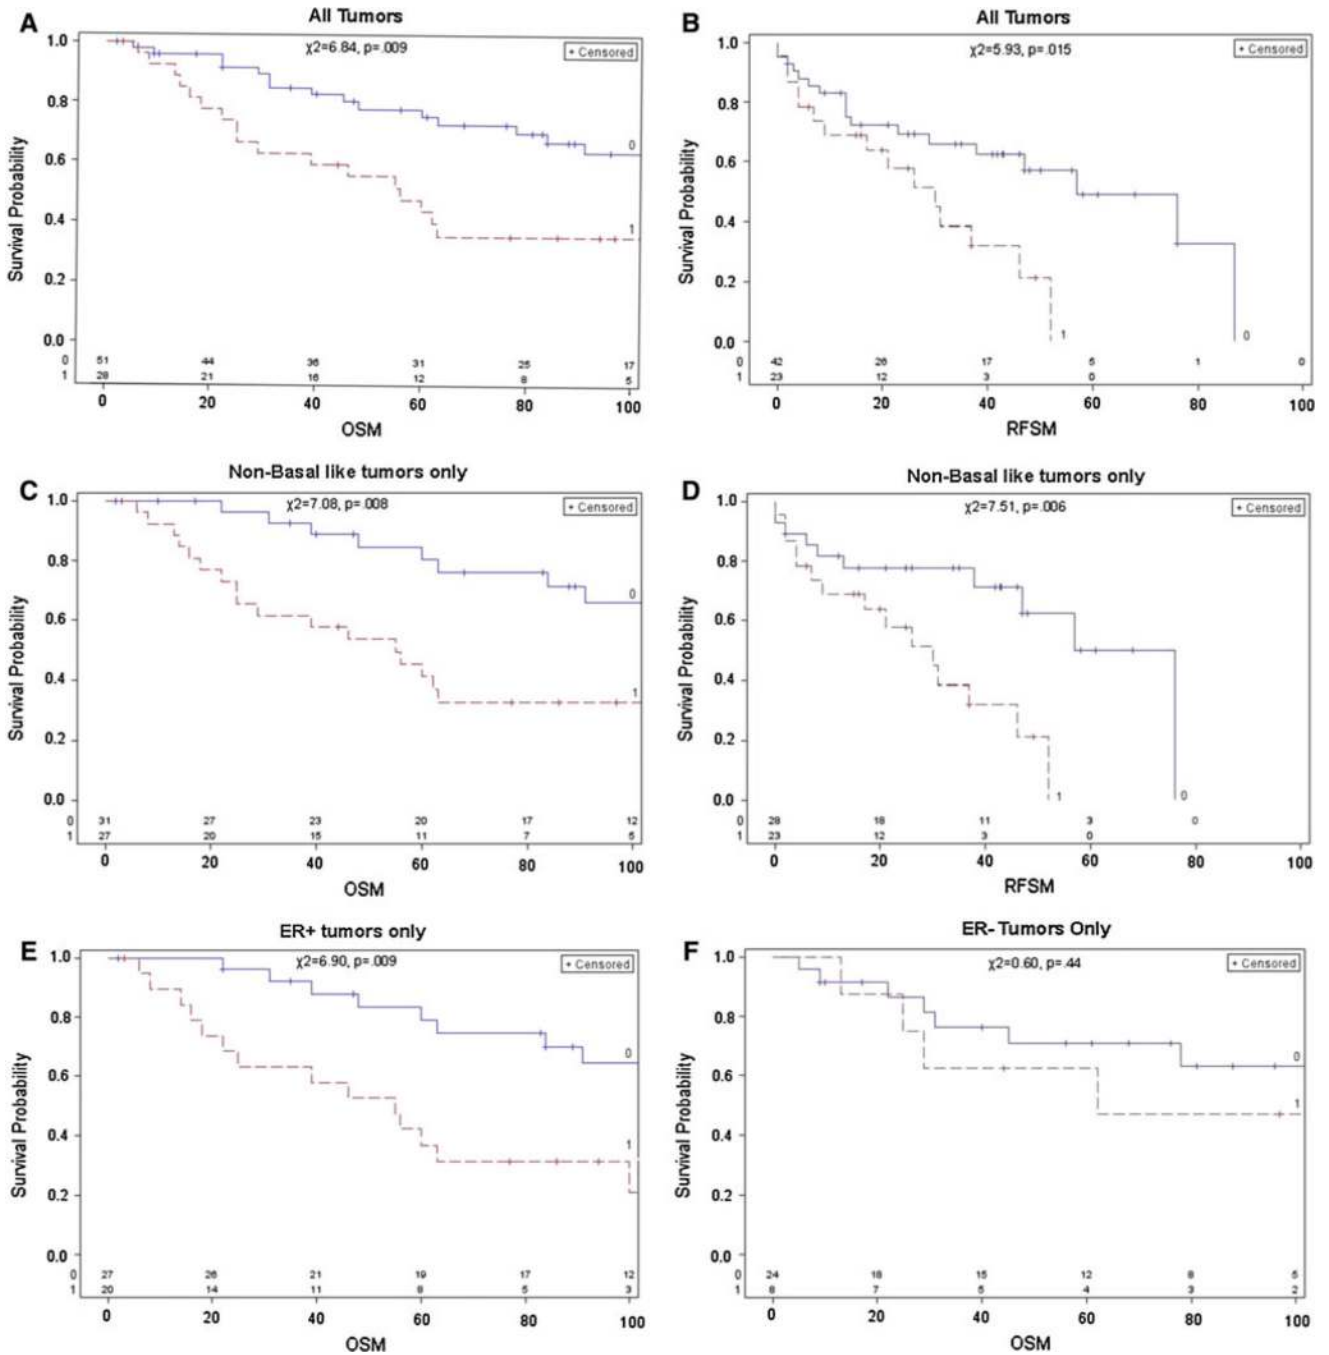 A
All Tumors
χ2=6.84, p=.009
+ Censored
Survival Probability
1.0
0.8
0.6
0.4
0.2
0.0
0
1
0 51 44 36 31 25 17
1 28 21 16 12 8 5
0 20 40 60 80 100
OSM
B
All Tumors
χ2=5.93, p=.015
+ Censored
Survival Probability
1.0
0.8
0.6
0.4
0.2
0.0
1
0
0 42 26 17 5 1 0
1 23 12 3 0
0 20 40 60 80 100
RFSM
C
Non-Basal like tumors only
χ2=7.08, p=.008
+ Censored
Survival Probability
1.0
0.8
0.6
0.4
0.2
0.0
0
1
0 31 27 23 20 17 12
1 27 20 15 11 7 5
0 20 40 60 80 100
OSM
D
Non-Basal like tumors only
χ2=7.51, p=.006
+ Censored
Survival Probability
1.0
0.8
0.6
0.4
0.2
0.0
1
0
0 28 18 11 3 0
1 23 12 3 0
0 20 40 60 80 100
RFSM
E
ER+ tumors only
χ2=6.90, p=.009
+ Censored
Survival Probability
1.0
0.8
0.6
0.4
0.2
0.0
0
1
0 27 26 21 19 17 12
1 20 14 11 8 5 3
0 20 40 60 80 100
OSM
F
ER- Tumors Only
χ2=0.60, p=.44
+ Censored
Survival Probability
1.0
0.8
0.6
0.4
0.2
0.0
0
1
0 24 18 15 12 8 5
1 8 7 5 4 3 2
0 20 40 60 80 100
OSM